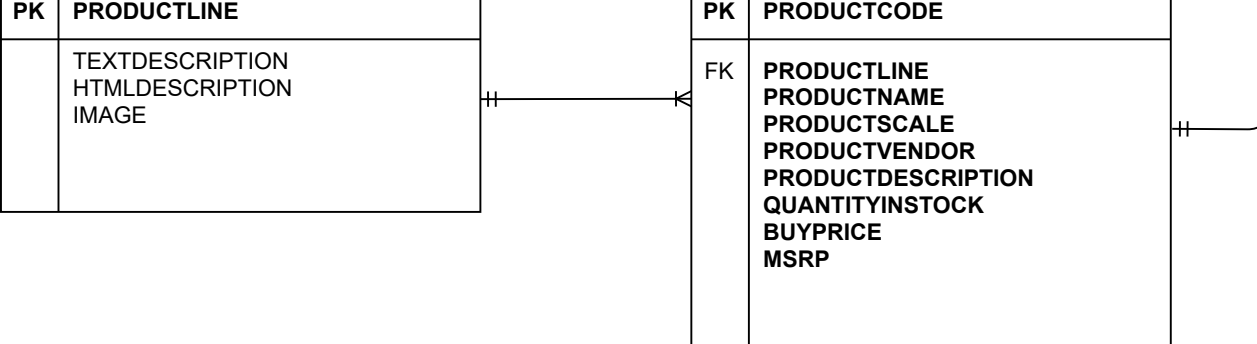 PK PRODUCTLINE
TEXTDESCRIPTION
HTMLDESCRIPTION
IMAGE
PK PRODUCTCODE
FK PRODUCTLINE
PRODUCTNAME
PRODUCTSCALE
PRODUCTVENDOR
PRODUCTDESCRIPTION
QUANTITYINSTOCK
BUYPRICE
MSRP